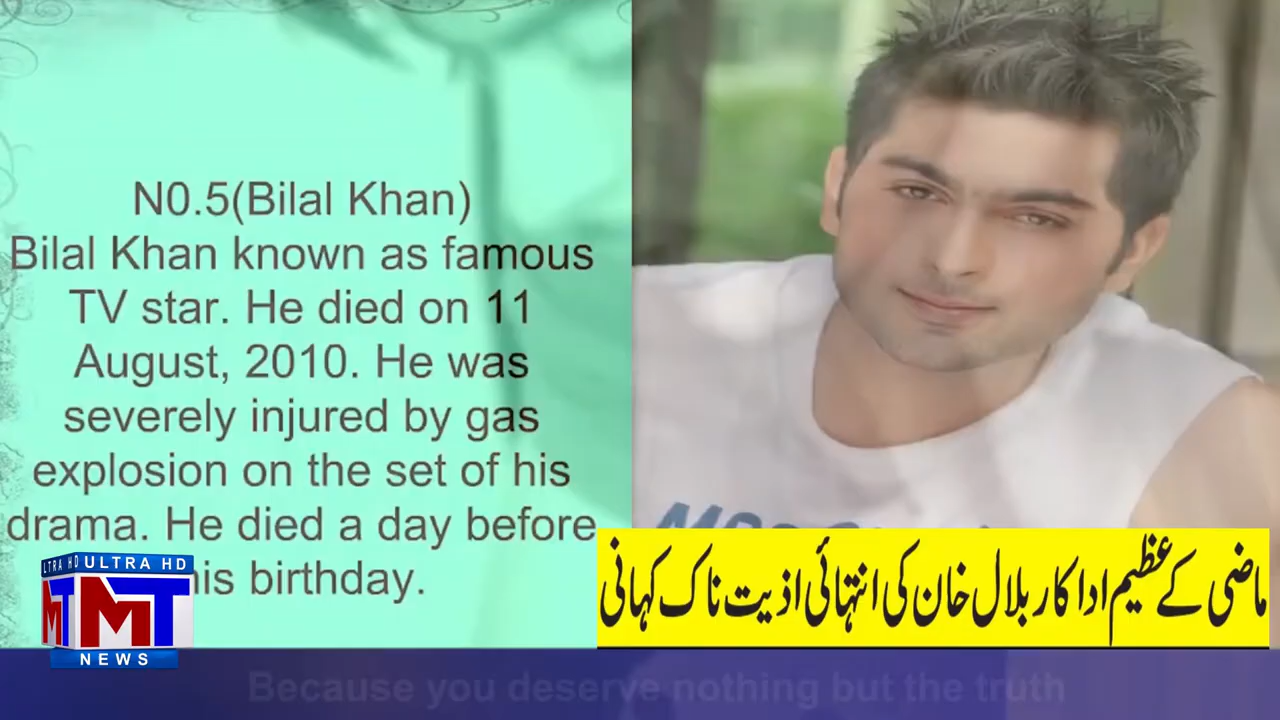 N0.5(Bilal Khan)
Bilal Khan known as famous
TV star. He died on 11
August, 2010. He was
severely injured by gas
explosion on the set of his
drama. He died a day before
his birthday.
ماضی کے عظیم اداکار بلال خان کی انتہائی اذیت ناک کہانی
ULTRA HD
MT
NEWS
Because you deserve nothing but the truth